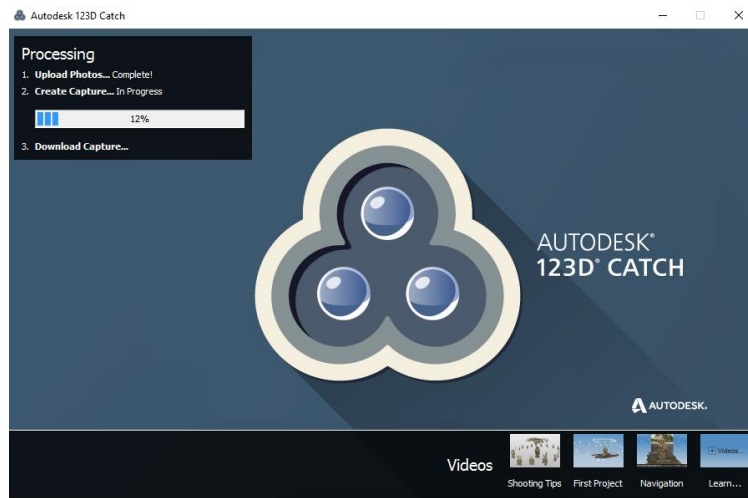 Autodesk 123D Catch
Processing
1. Upload Photos... Complete!
2. Create Capture... In Progress
12%
3. Download Capture...
AUTODESK®
123D® CATCH
AUTODESK.
Videos
Videos...
Shooting Tips
First Project
Navigation
Learn...